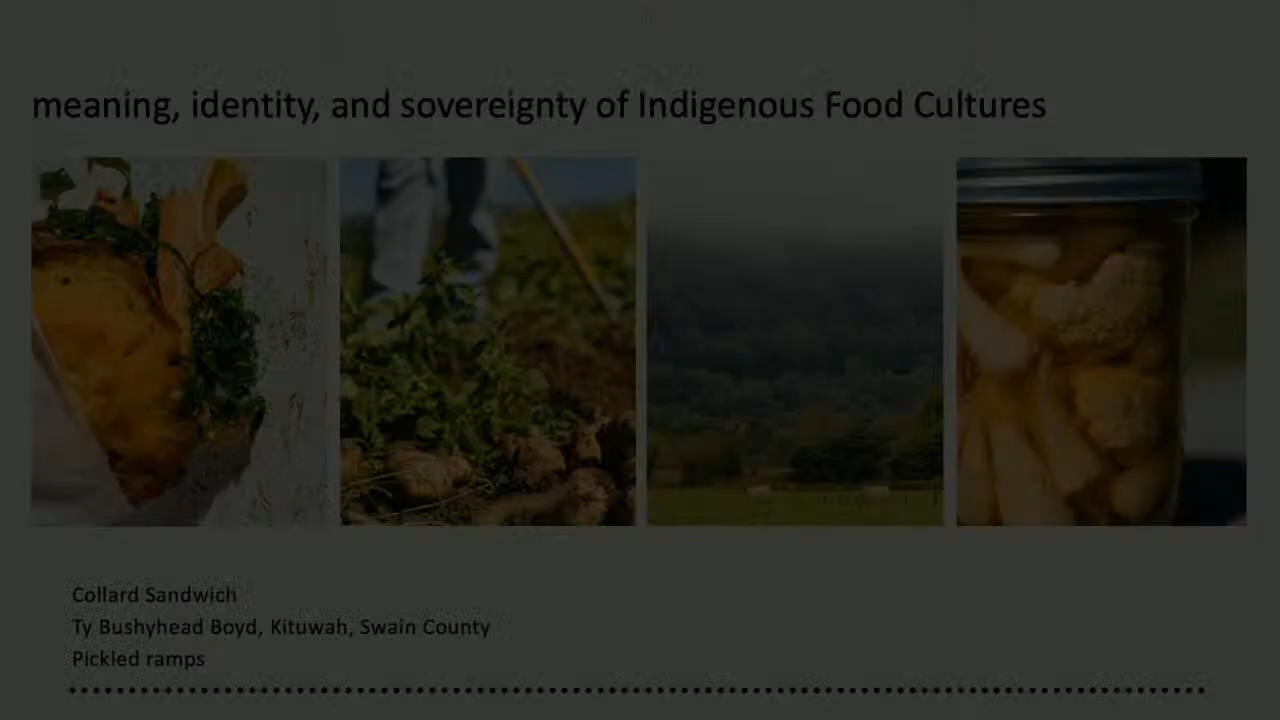 meaning, identity, and sovereignty of Indigenous Food Cultures
Collard Sandwich
Ty Bushyhead Boyd, Kituwah, Swain County
Pickled ramps